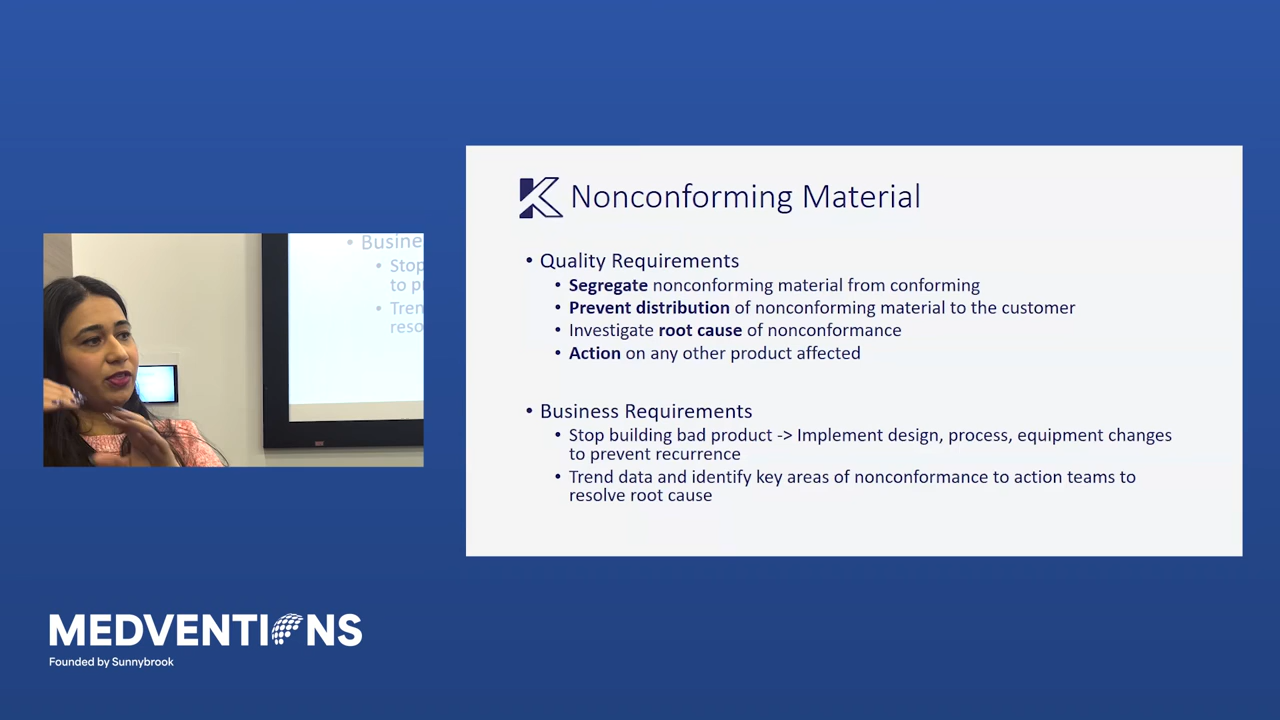 Nonconforming Material
• Quality Requirements
• Segregate nonconforming material from conforming
• Prevent distribution of nonconforming material to the customer
• Investigate root cause of nonconformance
• Action on any other product affected
• Business Requirements
• Stop building bad product -> Implement design, process, equipment changes
to prevent recurrence
• Trend data and identify key areas of nonconformance to action teams to
resolve root cause
• Busine
• Stop
to p
• Tren
reso
MEDVENTIONS
Founded by Sunnybrook